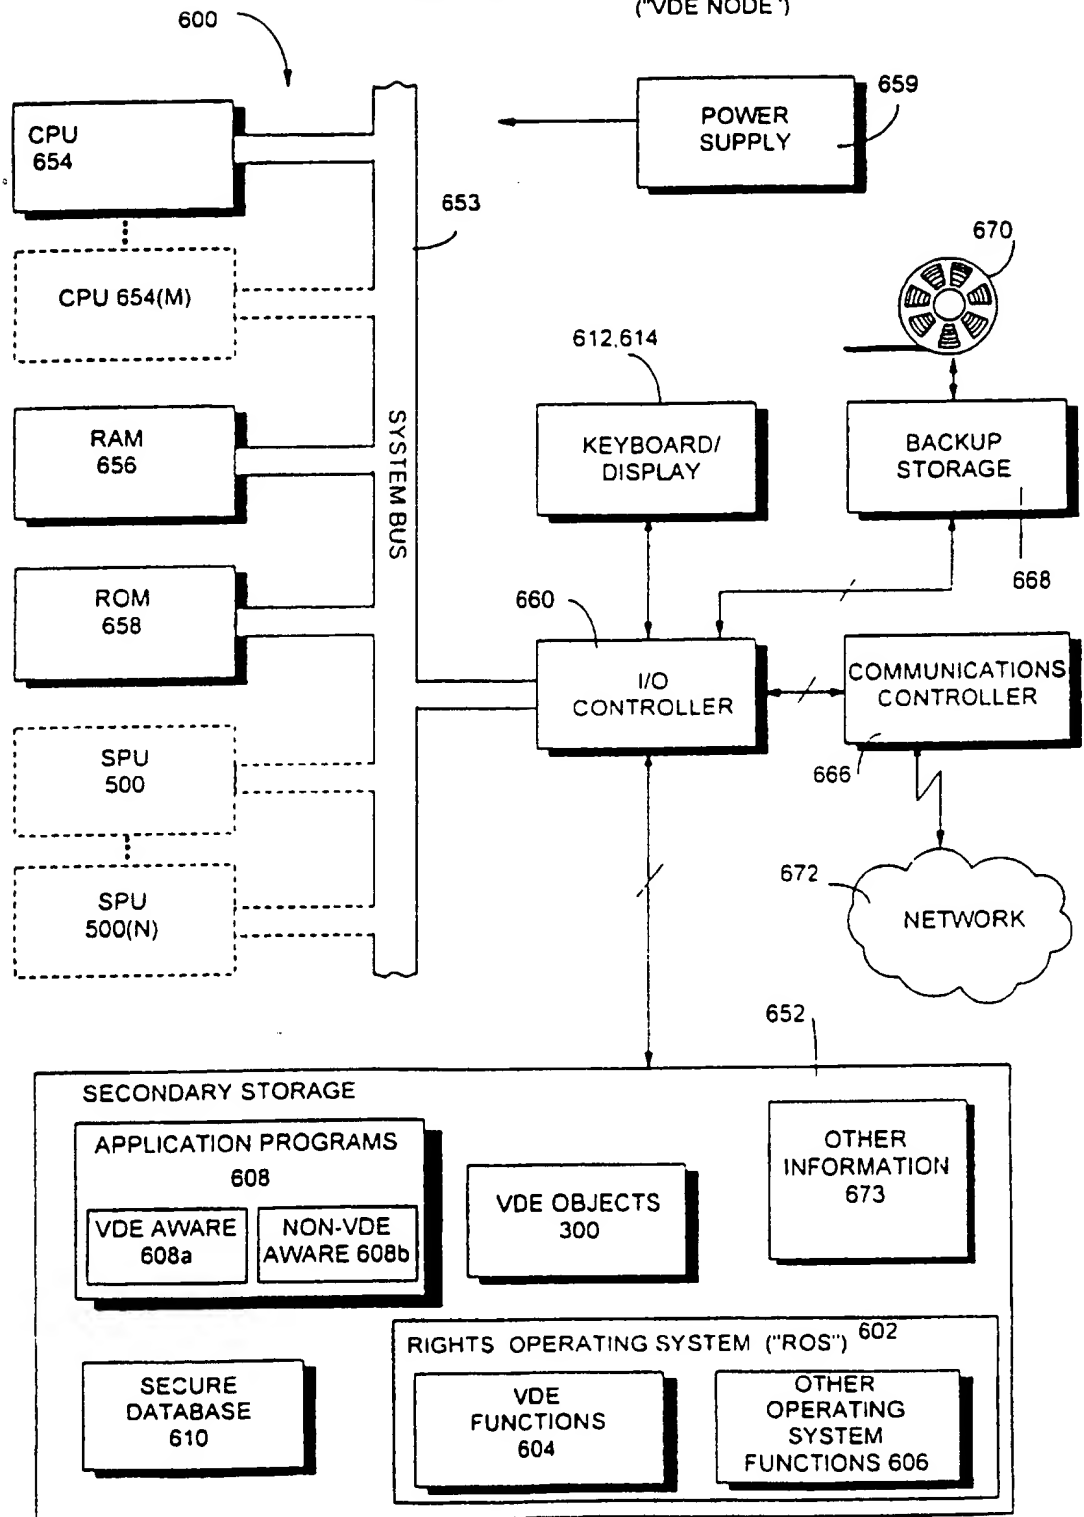 ("VDE NODE")
600
CPU
654
POWER
SUPPLY
659
653
670
CPU 654(M)
612,614
RAM
656
SYSTEM BUS
KEYBOARD/
DISPLAY
BACKUP
STORAGE
668
ROM
658
660
I/O
CONTROLLER
COMMUNICATIONS
CONTROLLER
666
SPU
500
672
NETWORK
SPU
500(N)
652
SECONDARY STORAGE
APPLICATION PROGRAMS
608
VDE AWARE
608a
NON-VDE
AWARE 608b
VDE OBJECTS
300
OTHER
INFORMATION
673
RIGHTS OPERATING SYSTEM ("ROS") 602
SECURE
DATABASE
610
VDE
FUNCTIONS
604
OTHER
OPERATING
SYSTEM
FUNCTIONS 606